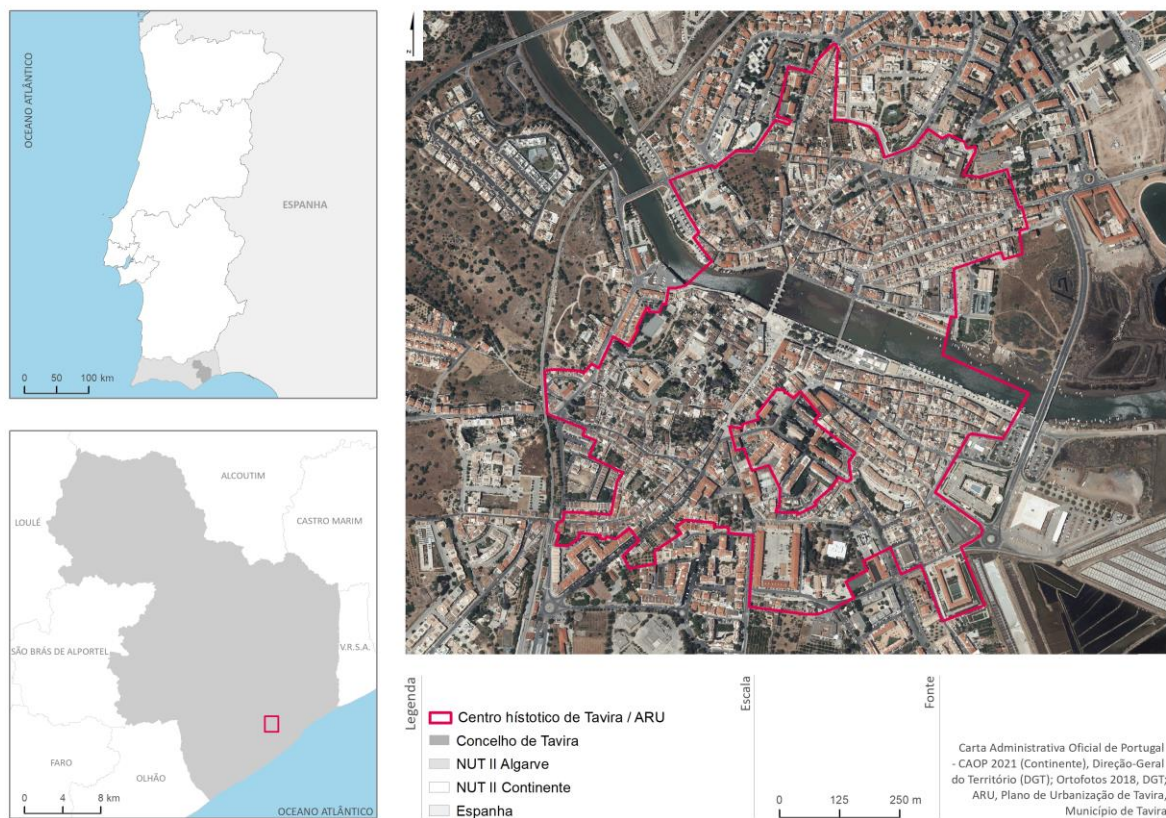 OCEANO ATLÂNTICO
ESPANHA
0 50 100 km
ALCOUTIM
LOULÉ
CASTRO MARIM
SÃO BRÁS DE ALPORTEL
V.R.S.A.
FARO
OLHÃO
0 4 8 km
OCEANO ATLÂNTICO
Legenda
Centro hístotico de Tavira / ARU
Concelho de Tavira
NUT II Algarve
NUT II Continente
Espanha
Escala
0 125 250 m
Fonte
Carta Administrativa Oficial de Portugal
- CAOP 2021 (Continente), Direção-Geral
do Território (DGT); Ortofotos 2018, DGT;
ARU, Plano de Urbanização de Tavira,
Município de Tavira